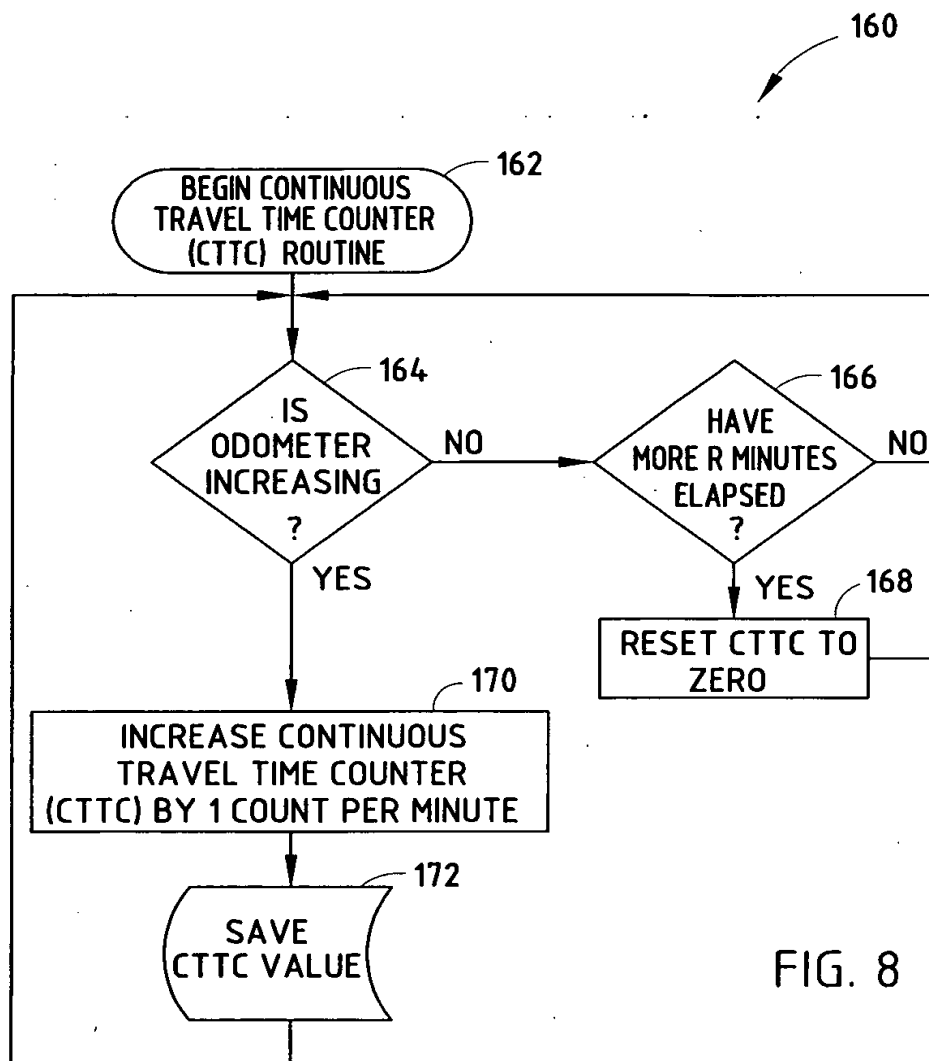 160
162
BEGIN CONTINUOUS
TRAVEL TIME COUNTER
(CTTC) ROUTINE
164
IS
ODOMETER
INCREASING
?
NO
YES
166
HAVE
MORE R MINUTES
ELAPSED
?
NO
YES
168
RESET CTTC TO
ZERO
170
INCREASE CONTINUOUS
TRAVEL TIME COUNTER
(CTTC) BY 1 COUNT PER MINUTE
172
SAVE
CTTC VALUE
FIG. 8